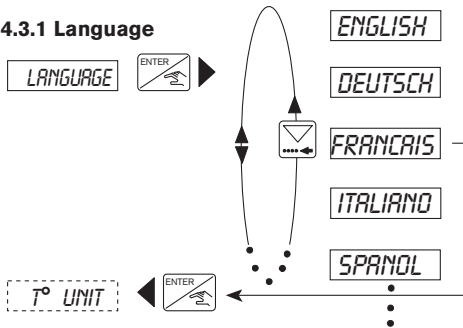 4.3.1 Language
LANGUAGE
ENTER
ENGLISH
DEUTSCH
FRANCAIS
ITALIANO
SPANOL
T° UNIT
ENTER